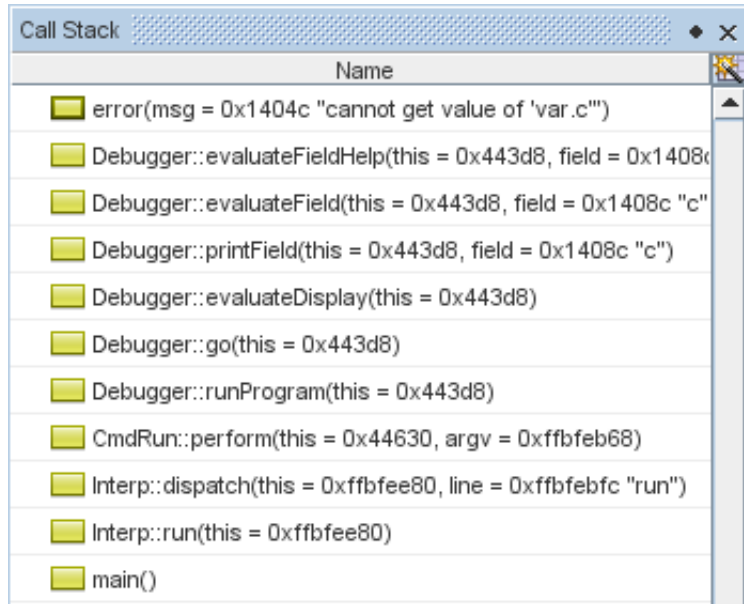 Call Stack
Name
error(msg = 0x1404c "cannot get value of 'var.c'")
Debugger::evaluateFieldHelp(this = 0x443d8, field = 0x1408c
Debugger::evaluateField(this = 0x443d8, field = 0x1408c "c"
Debugger::printField(this = 0x443d8, field = 0x1408c "c")
Debugger::evaluateDisplay(this = 0x443d8)
Debugger::go(this = 0x443d8)
Debugger::runProgram(this = 0x443d8)
CmdRun::perform(this = 0x44630, argv = 0xffbfeb68)
Interp::dispatch(this = 0xffbfee80, line = 0xffbfebfc "run")
Interp::run(this = 0xffbfee80)
main()